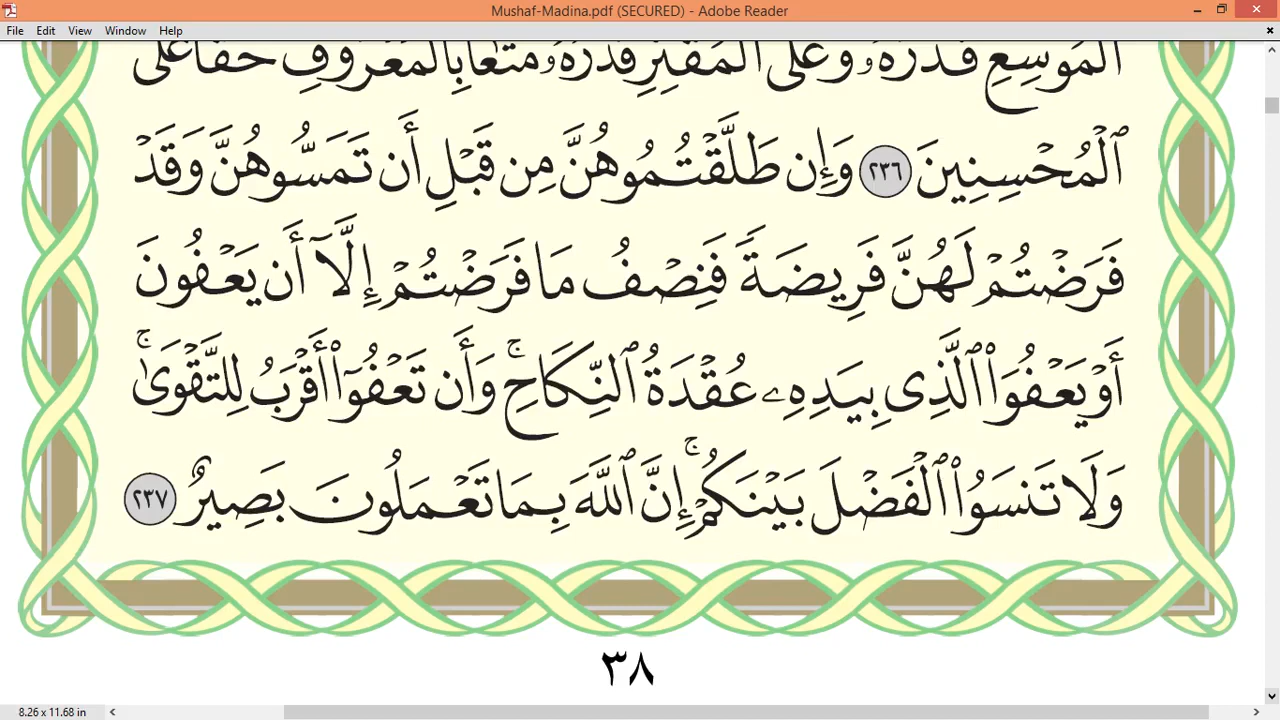 Mushaf-Madina.pdf (SECURED) - Adobe Reader
File Edit View Window Help
ٱلْمُوسِعِ قَدَرُهُۥ وَعَلَى ٱلْمُقْتِرِ قَدَرُهُۥ مَتَٰعًۢا بِٱلْمَعْرُوفِ حَقًّا عَلَى
ٱلْمُحْسِنِينَ ٢٣٦ وَإِن طَلَّقْتُمُوهُنَّ مِن قَبْلِ أَن تَمَسُّوهُنَّ وَقَدْ
فَرَضْتُمْ لَهُنَّ فَرِيضَةً فَنِصْفُ مَا فَرَضْتُمْ إِلَّآ أَن يَعْفُونَ
أَوْ يَعْفُوَا۟ ٱلَّذِى بِيَدِهِۦ عُقْدَةُ ٱلنِّكَاحِ ۚ وَأَن تَعْفُوٓا۟ أَقْرَبُ لِلتَّقْوَىٰ ۚ
وَلَا تَنسَوُا۟ ٱلْفَضْلَ بَيْنَكُمْ ۚ إِنَّ ٱللَّهَ بِمَا تَعْمَلُونَ بَصِيرٌ ٢٣٧
٣٨
8.26 x 11.68 in